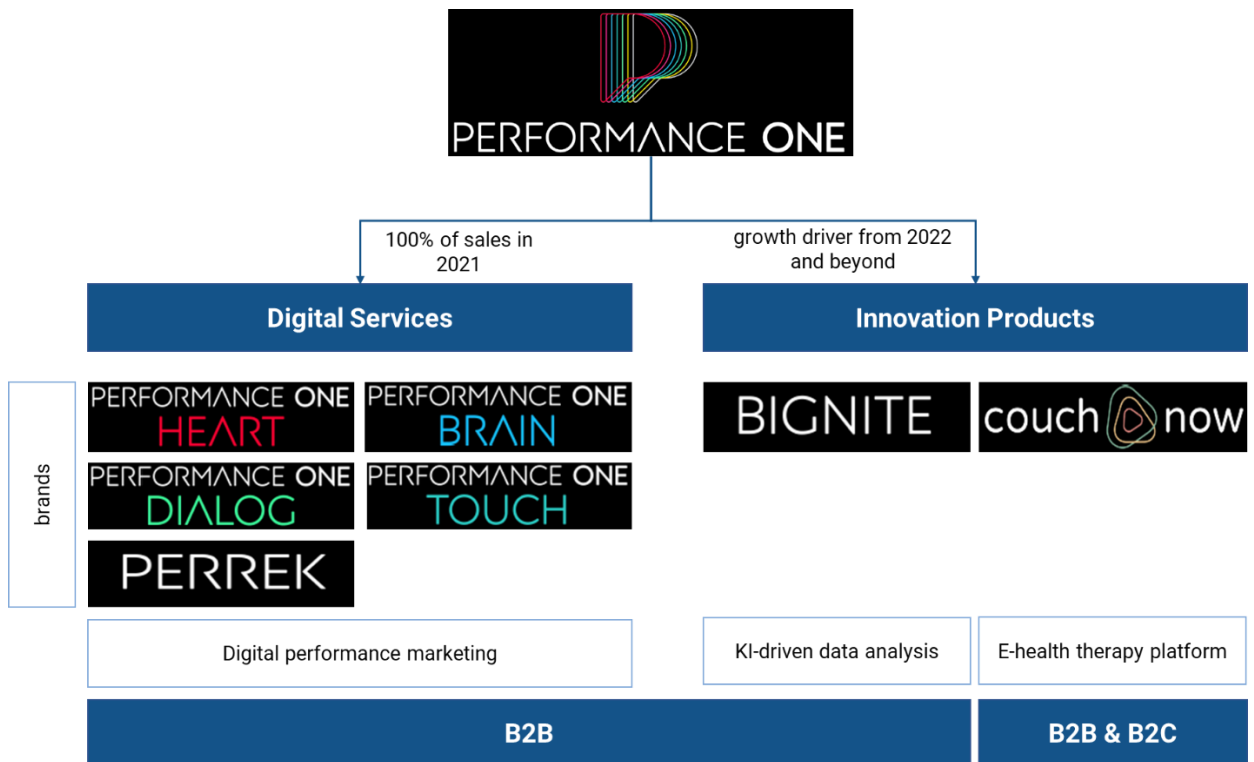 PERFORMANCE ONE
100% of sales in
2021
growth driver from 2022
and beyond
Digital Services
Innovation Products
brands
PERFORMANCE ONE
HEART
PERFORMANCE ONE
BRAIN
BIGNITE
couch now
PERFORMANCE ONE
DIALOG
PERFORMANCE ONE
TOUCH
PERREK
Digital performance marketing
KI-driven data analysis
E-health therapy platform
B2B
B2B & B2C